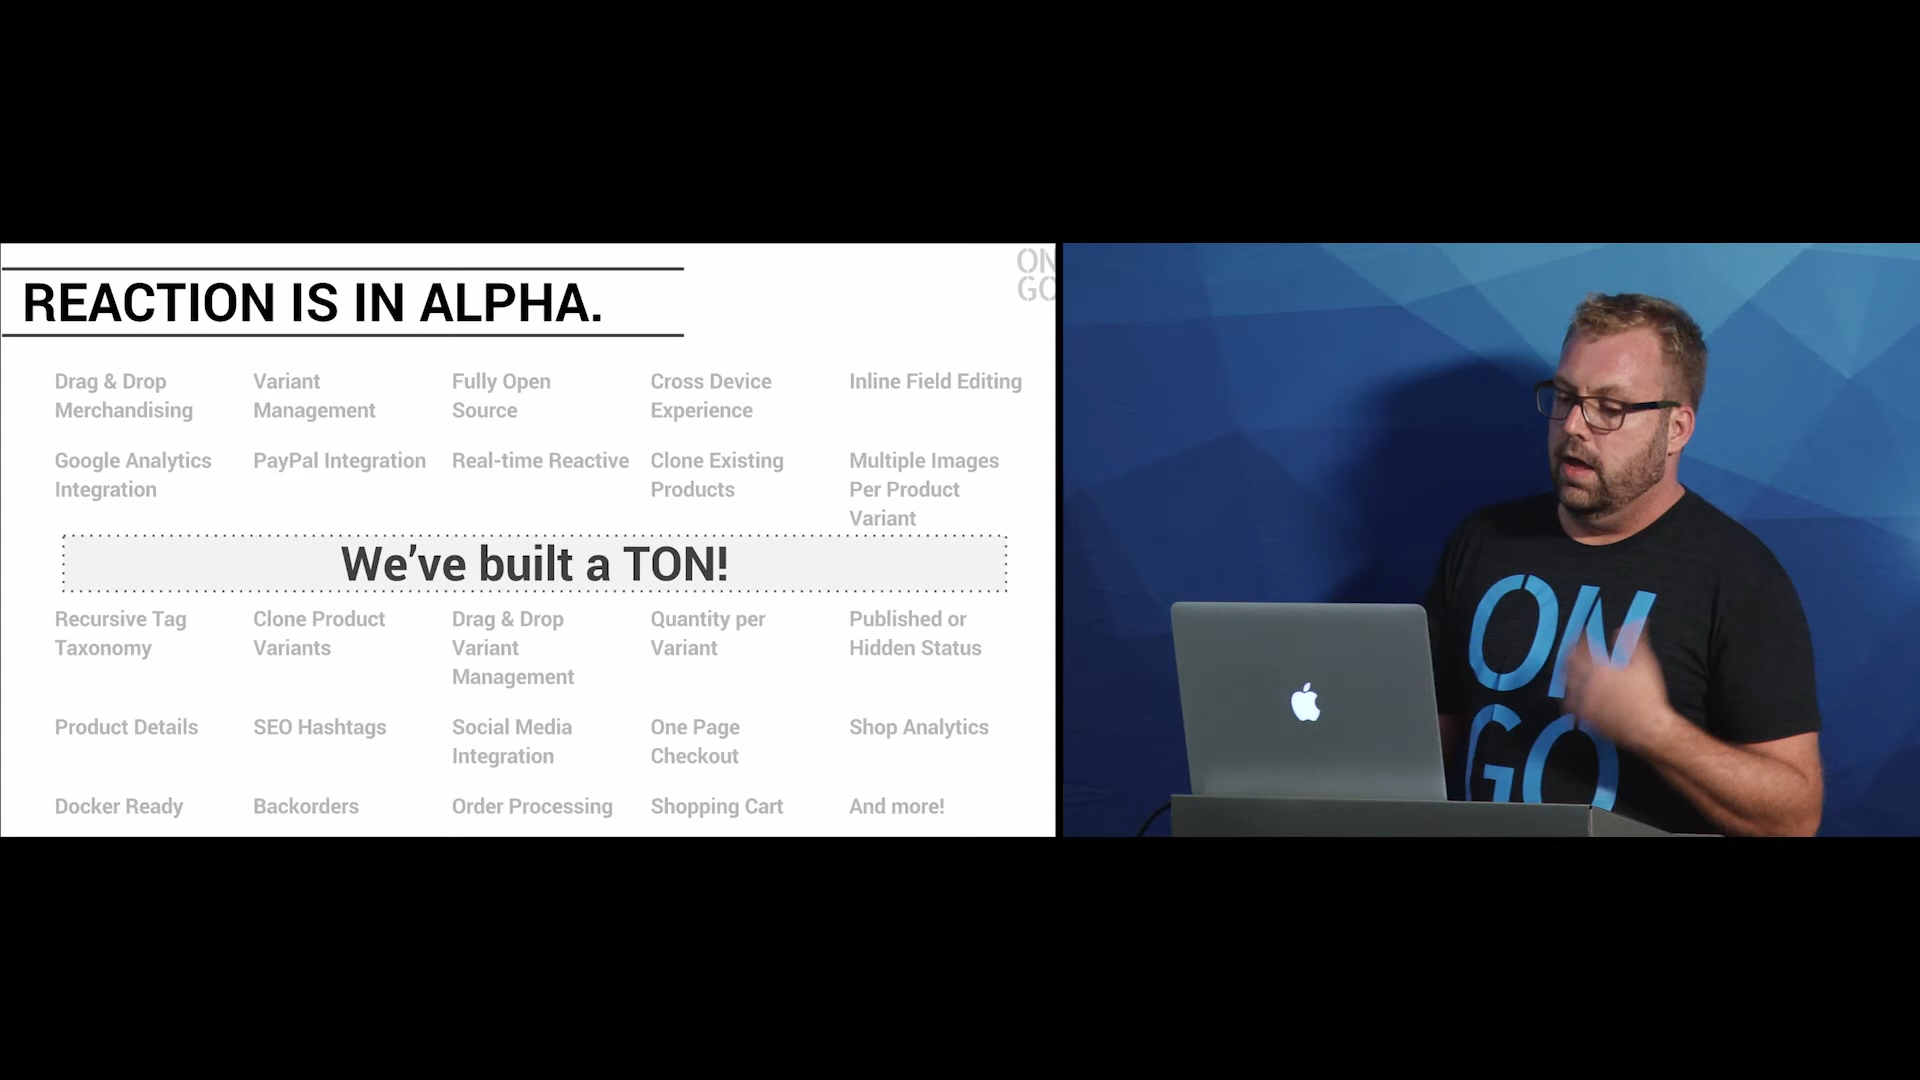 REACTION IS IN ALPHA.
ON
GO
Drag & Drop
Merchandising
Variant
Management
Fully Open
Source
Cross Device
Experience
Inline Field Editing
Google Analytics
Integration
PayPal Integration
Real-time Reactive
Clone Existing
Products
Multiple Images
Per Product
Variant
We've built a TON!
Recursive Tag
Taxonomy
Clone Product
Variants
Drag & Drop
Variant
Management
Quantity per
Variant
Published or
Hidden Status
Product Details
SEO Hashtags
Social Media
Integration
One Page
Checkout
Shop Analytics
Docker Ready
Backorders
Order Processing
Shopping Cart
And more!
ON
GO